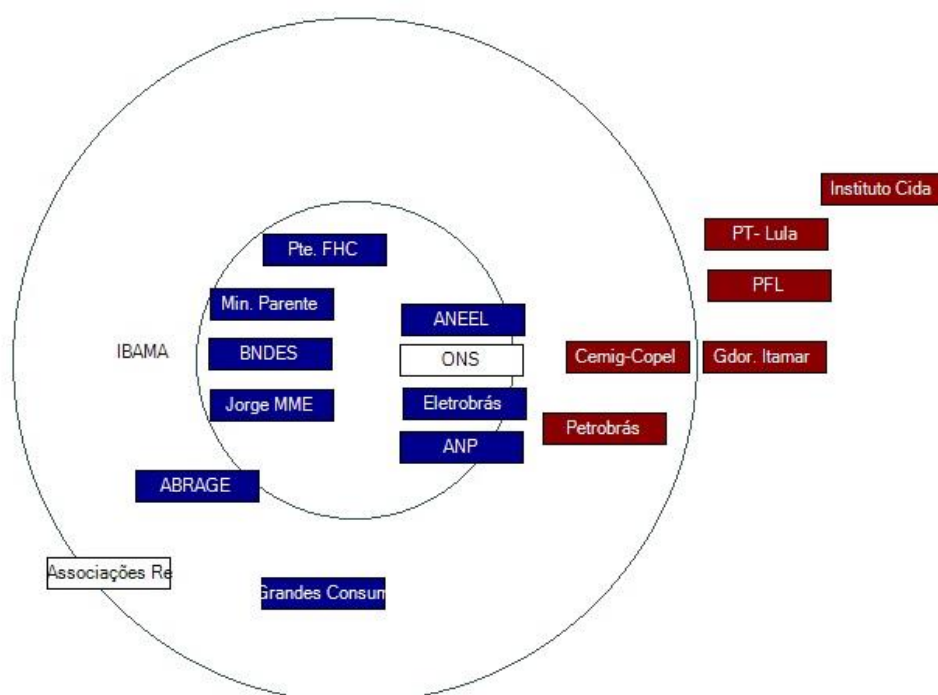 Instituto Cida
PT- Lula
Pte. FHC
PFL
Min. Parente
ANEEL
IBAMA
BNDES
ONS
Cemig-Copel
Gdor. Itamar
Jorge MME
Eletrobrás
Petrobrás
ANP
ABRAGE
Associações Re
Grandes Consum